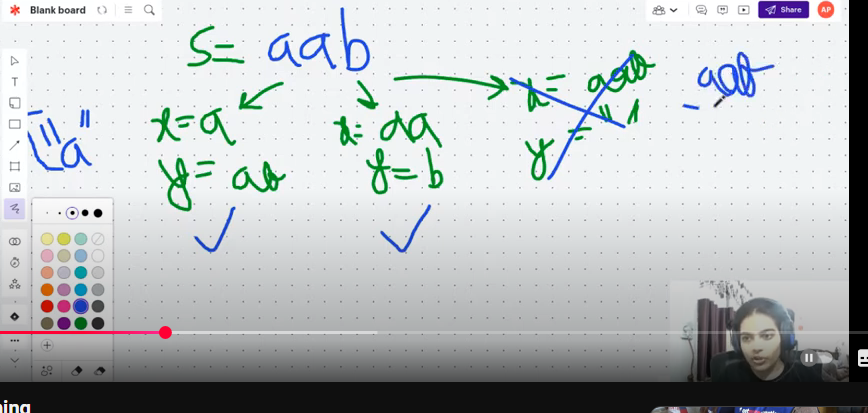 Blank board
Share
AP
S= aab
aab
"a"
x= a
x= aa
x= aab
y= ab
y= b
y= " "
T
ning